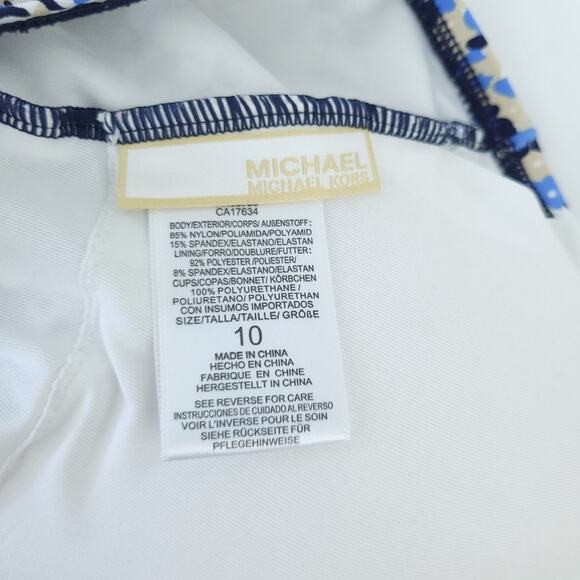 MICHAEL
MICHAEL KORS
CA17634
BODY/EXTERIOR/CORPS/ AUßENSTOFF:
85% NYLON/POLIAMIDA/POLYAMID
15% SPANDEX/ELASTANO/ELASTAN
LINING/FORRO/DOUBLURE/FUTTER:
92% POLYESTER /POLIESTER/
8% SPANDEX/ELASTANO/ELASTAN
CUPS/COPAS/BONNET/ KÖRBCHEN
100% POLYURETHANE /
POLIURETANO/ POLYURETHAN
CON INSUMOS IMPORTADOS
SIZE/TALLA/TAILLE/ GRÖßE
10
MADE IN CHINA
HECHO EN CHINA
FABRIQUE EN CHINE
HERGESTELLT IN CHINA
SEE REVERSE FOR CARE
INSTRUCCIONES DE CUIDADO AL REVERSO
VOIR L'INVERSE POUR LE SOIN
SIEHE RÜCKSEITE FÜR
PFLEGEHINWEISE